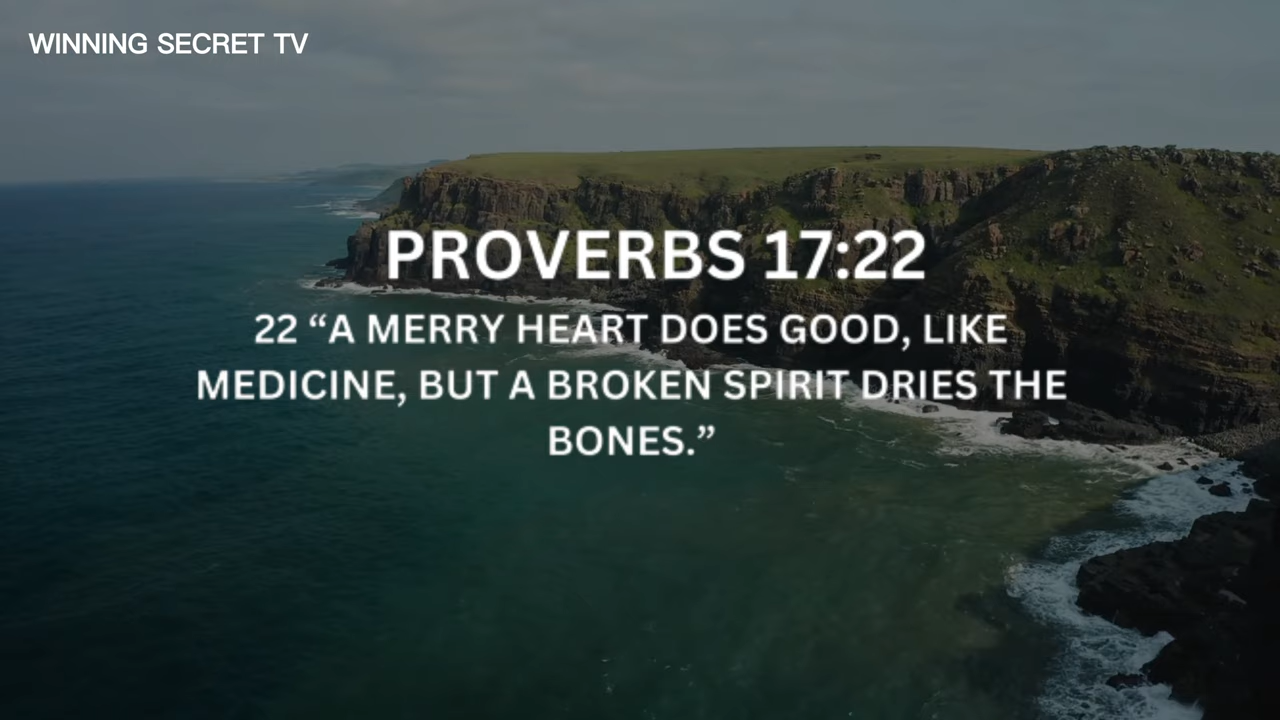 WINNING SECRET TV
PROVERBS 17:22
22 “A MERRY HEART DOES GOOD, LIKE
MEDICINE, BUT A BROKEN SPIRIT DRIES THE
BONES.”